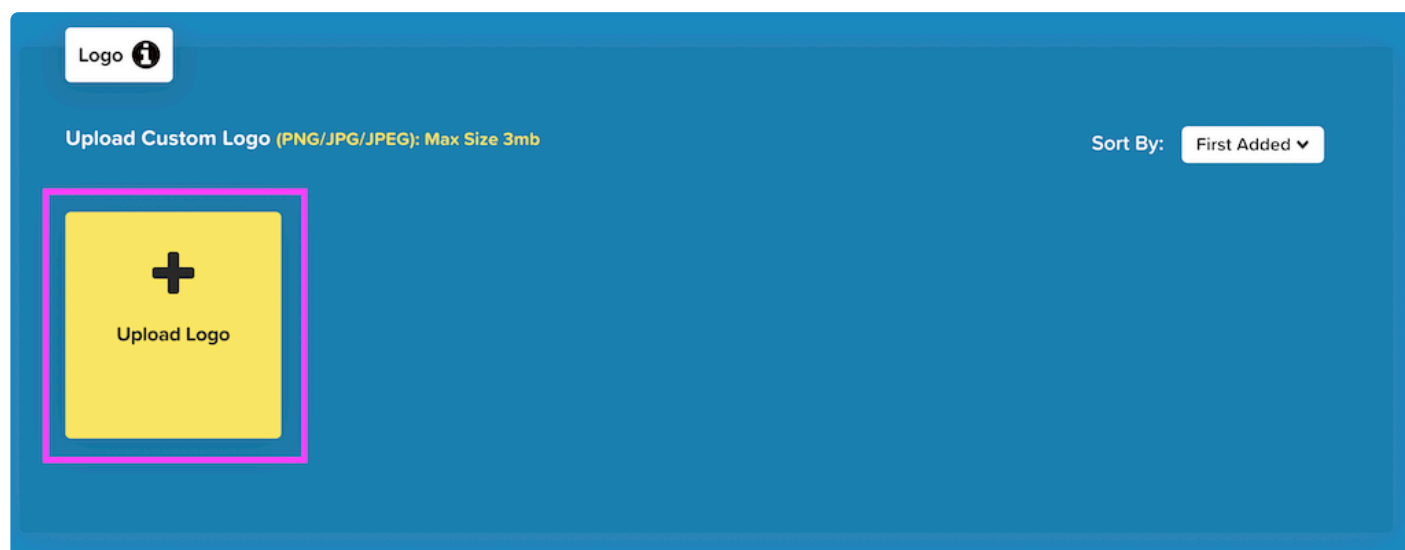 Logo
Upload Custom Logo (PNG/JPG/JPEG): Max Size 3mb
Sort By: First Added
Upload Logo